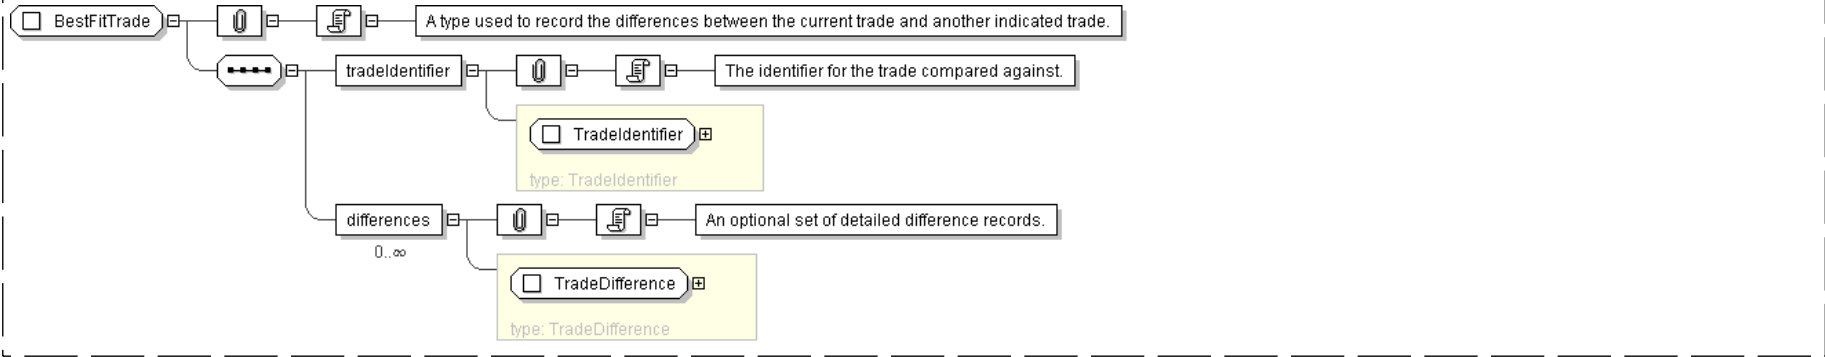 BestFitTrade
A type used to record the differences between the current trade and another indicated trade.
tradeIdentifier
The identifier for the trade compared against.
TradeIdentifier
type: TradeIdentifier
differences
An optional set of detailed difference records.
0..∞
TradeDifference
type: TradeDifference